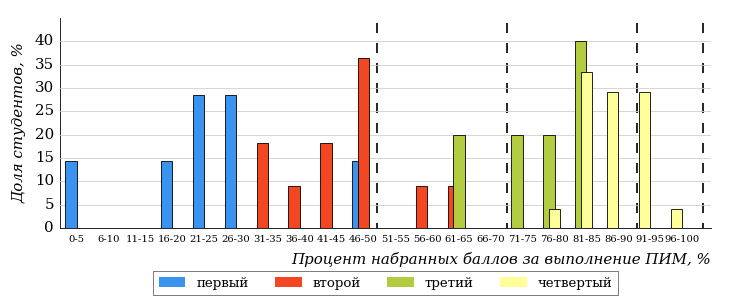 Доля студентов, %
40
35
30
25
20
15
10
5
0
0-5 6-10 11-15 16-20 21-25 26-30 31-35 36-40 41-45 46-50 51-55 56-60 61-65 66-70 71-75 76-80 81-85 86-90 91-95 96-100
Процент набранных баллов за выполнение ПИМ, %
первый второй третий четвертый